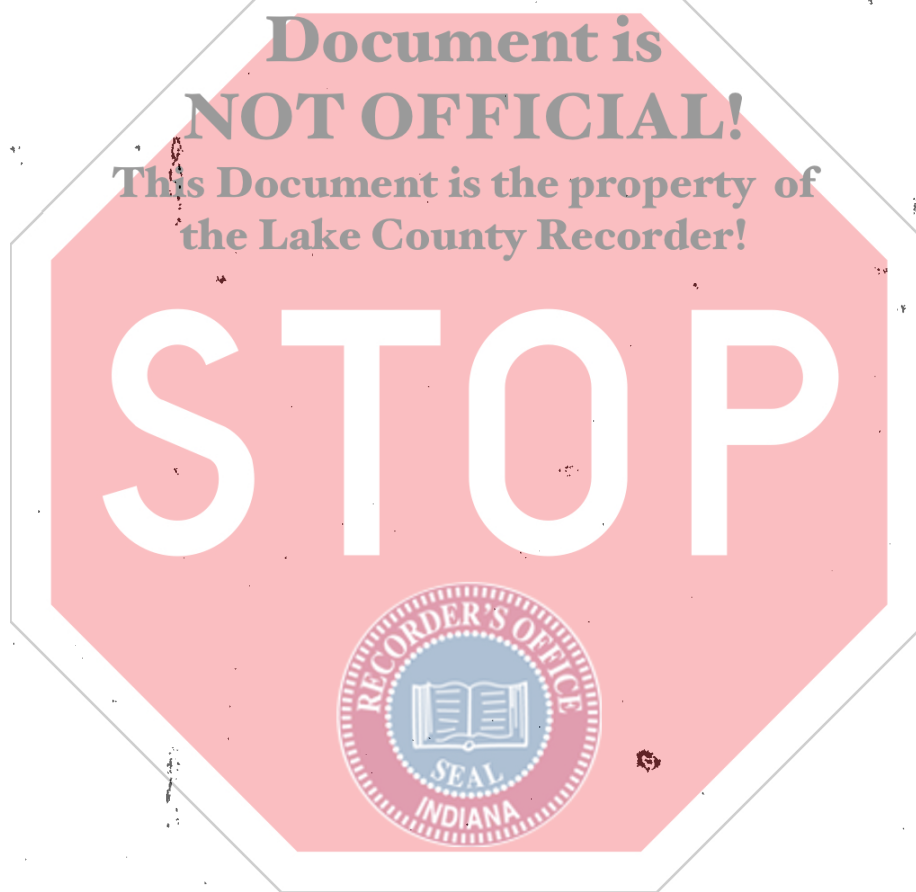 Document is
NOT OFFICIAL!
This Document is the property of
the Lake County Recorder!
STOP
RECORDER'S OFFICE
SEAL
INDIANA